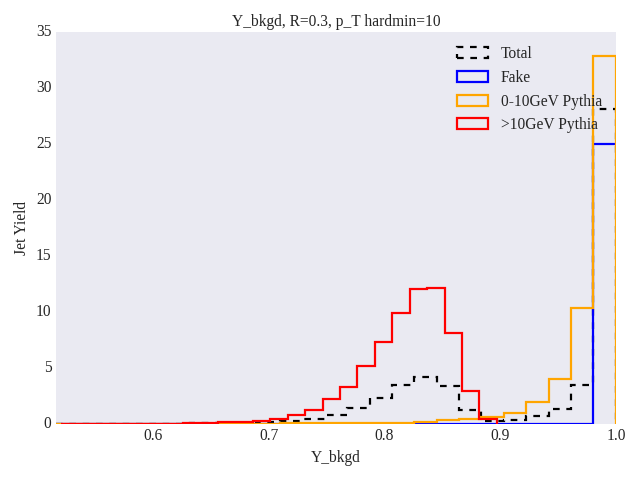 Y_bkgd, R=0.3, p_T hardmin=10
35
30
25
20
15
10
5
0
Jet Yield
Total
Fake
0-10GeV Pythia
>10GeV Pythia
0.6 0.7 0.8 0.9 1.0
Y_bkgd